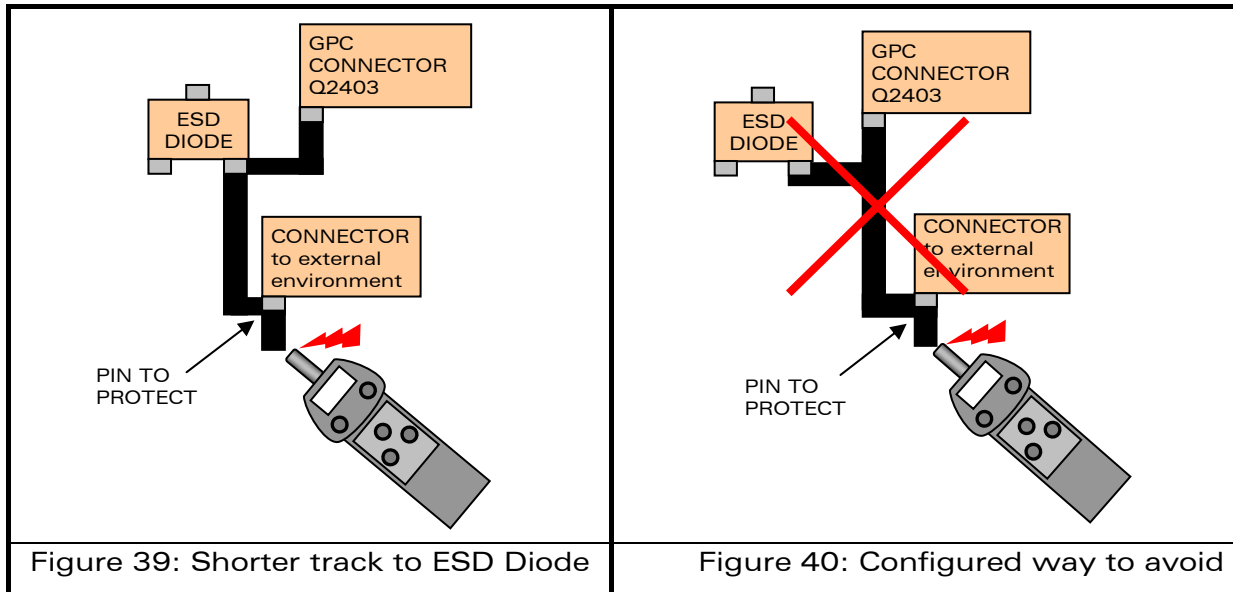 GPC
CONNECTOR
Q2403
ESD
DIODE
CONNECTOR
to external
environment
PIN TO
PROTECT
Figure 39: Shorter track to ESD Diode
GPC
CONNECTOR
Q2403
ESD
DIODE
CONNECTOR
to external
environment
PIN TO
PROTECT
Figure 40: Configured way to avoid